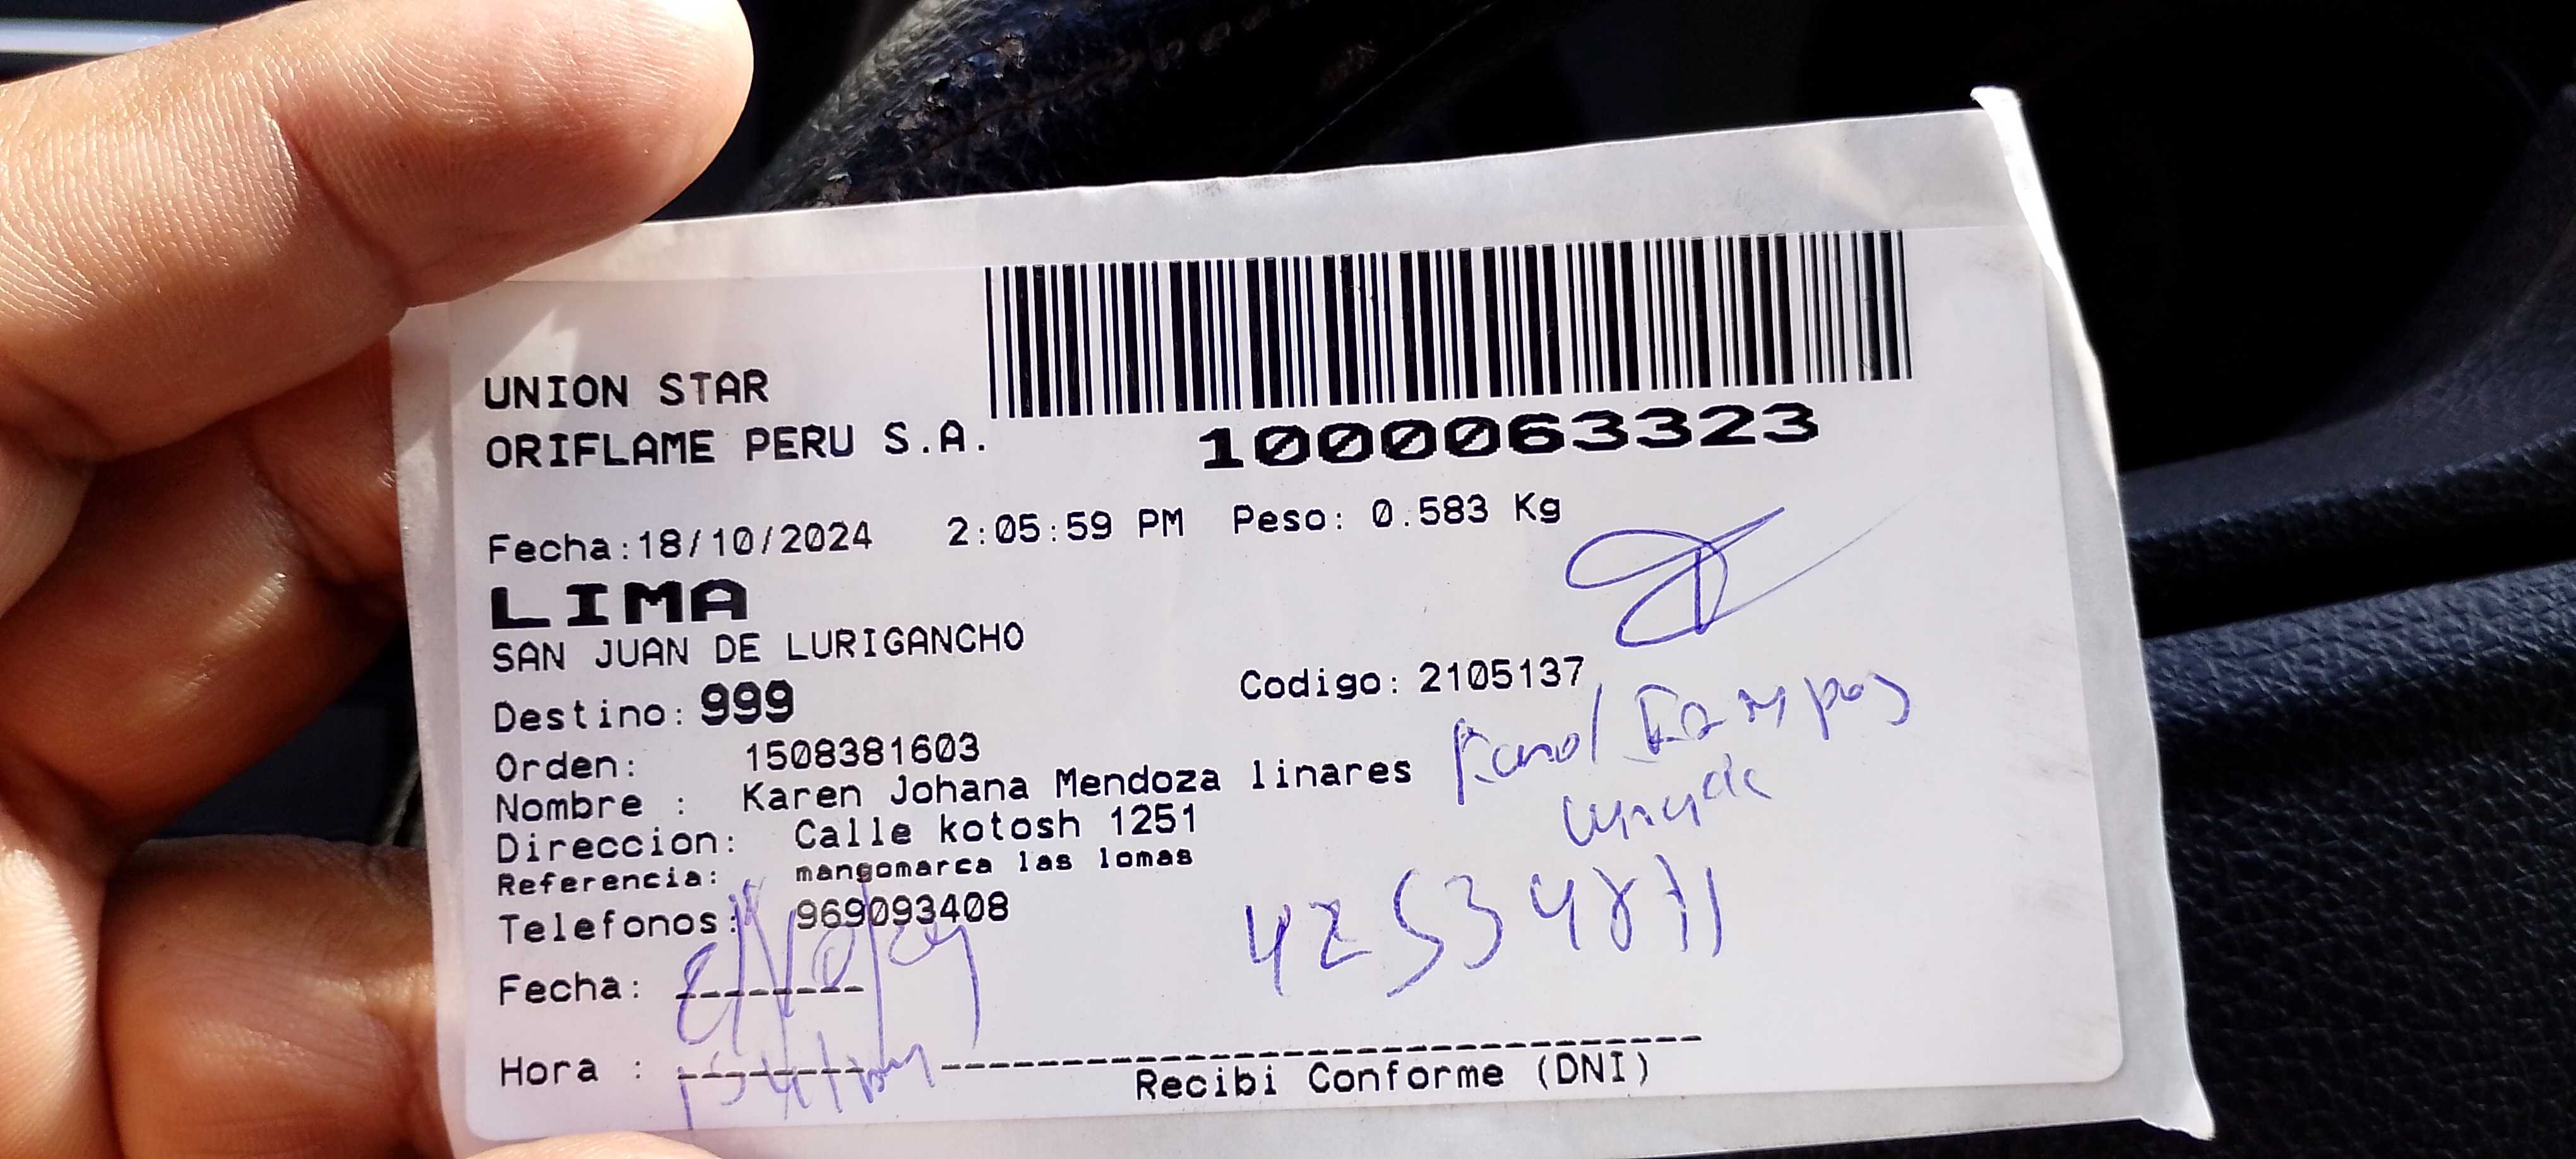 UNION STAR
ORIFLAME PERU S.A.
1000063323
Fecha:18/10/2024 2:05:59 PM Peso: 0.583 Kg
LIMA
SAN JUAN DE LURIGANCHO
Destino: 999
Codigo: 2105137
Orden: 1508381603
Nombre : Karen Johana Mendoza linares
Direccion: Calle kotosh 1251
Referencia: mangomarca las lomas
Telefonos: 969093408
Fecha: --------
Hora : --------
Recibi Conforme (DNI)